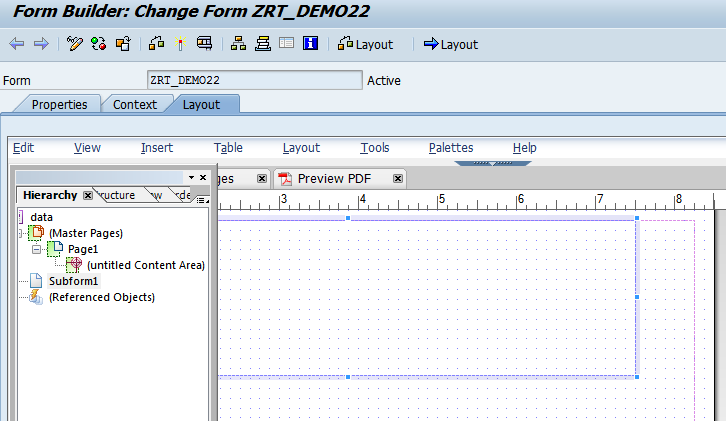 Form Builder: Change Form ZRT_DEMO22
Layout Layout
Form ZRT_DEMO22 Active
Properties Context Layout
Edit View Insert Table Layout Tools Palettes Help
Hierarchy ructure ew rde
ges Preview PDF
3 4 5 6 7 8
data
(Master Pages)
Page1
(untitled Content Area)
Subform1
(Referenced Objects)